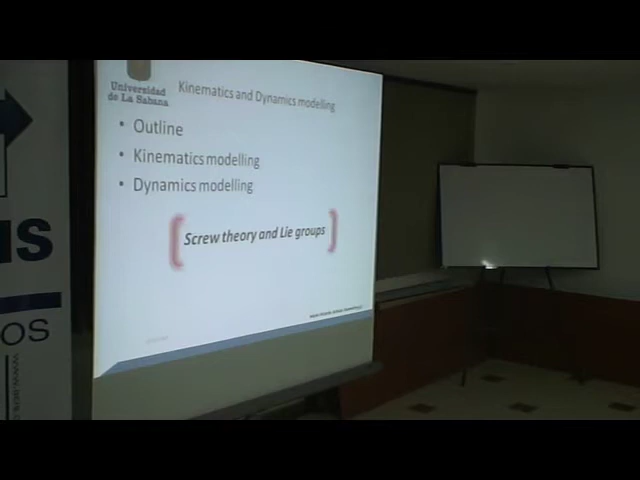 Universidad
de La Sabana
Kinematics and Dynamics modelling
• Outline
• Kinematics modelling
• Dynamics modelling
Screw theory and Lie groups
IS
OS